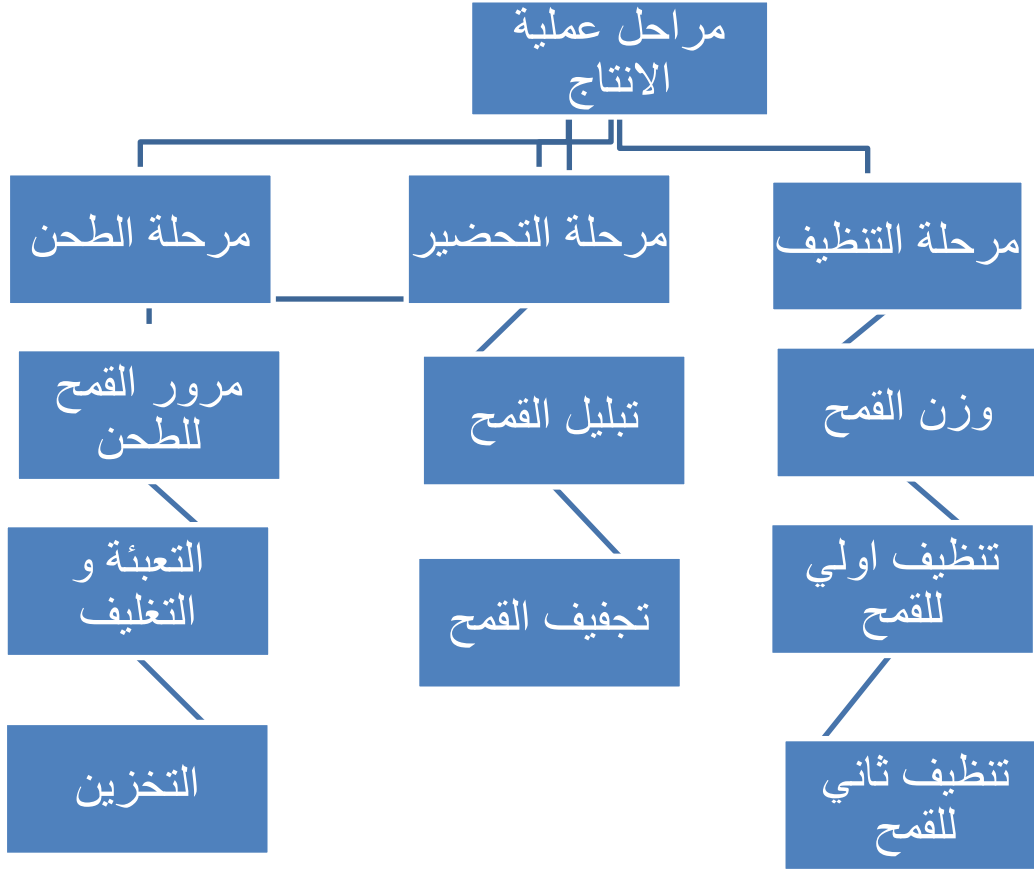 مراحل عملية
الانتاج
مرحلة التنظيف
مرحلة التحضير
مرحلة الطحن
وزن القمح
تبليل القمح
مرور القمح
للطحن
تنظيف اولي
للقمح
تجفيف القمح
التعبئة و
التغليف
تنظيف ثاني
للقمح
التخزين